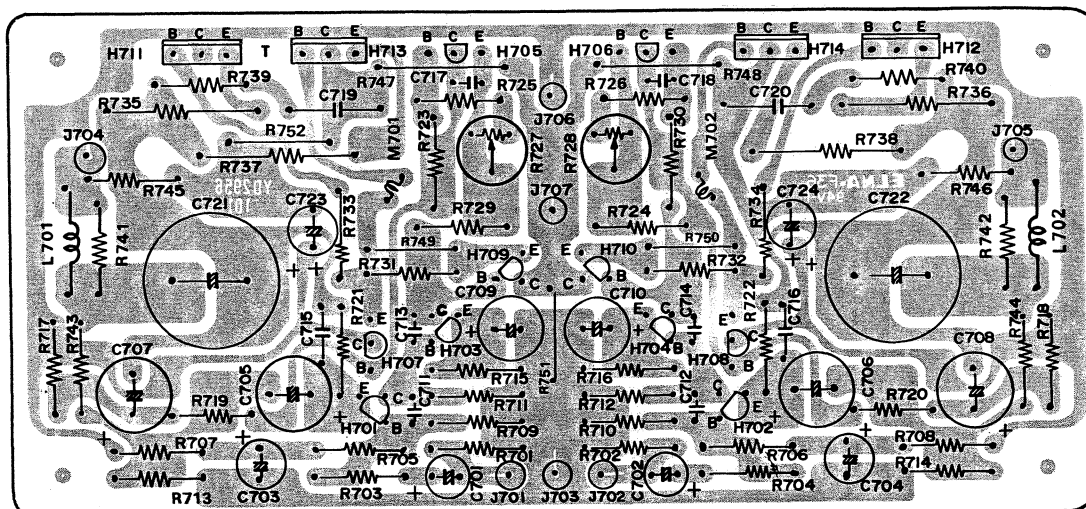 B C E B C E B C E B C E B C E B C E
H711 T H713 H705 H706 H714 H712
R739 R747 C717 R725 R726 C718 R748 R740
R735 C719 J706 C720 R736
J704 R752 M701 R723 R727 R728 R730 M702 R738 J705
R737 J707
R745 R746
C721 C723 R733 R729 R724 R734 C724 C722
L701 R741 R749 H709 E E H710 R750 R742 L702
R731 B C C B R732
C709 C710
R717 R743 C715 R721 E C713 C E E C C714 E R722 C716 R744 R718
C707 C705 C H707 B H703 H704 B H708 C C706 C708
B R715 R751 R716 B
R719 E C C711 R711 R712 C712 C E R720
H701 B R709 R710 B H702
R707 R705 R701 R702 R706 R708
R713 C703 R703 C701 J701 J703 J702 C702 R704 C704 R714